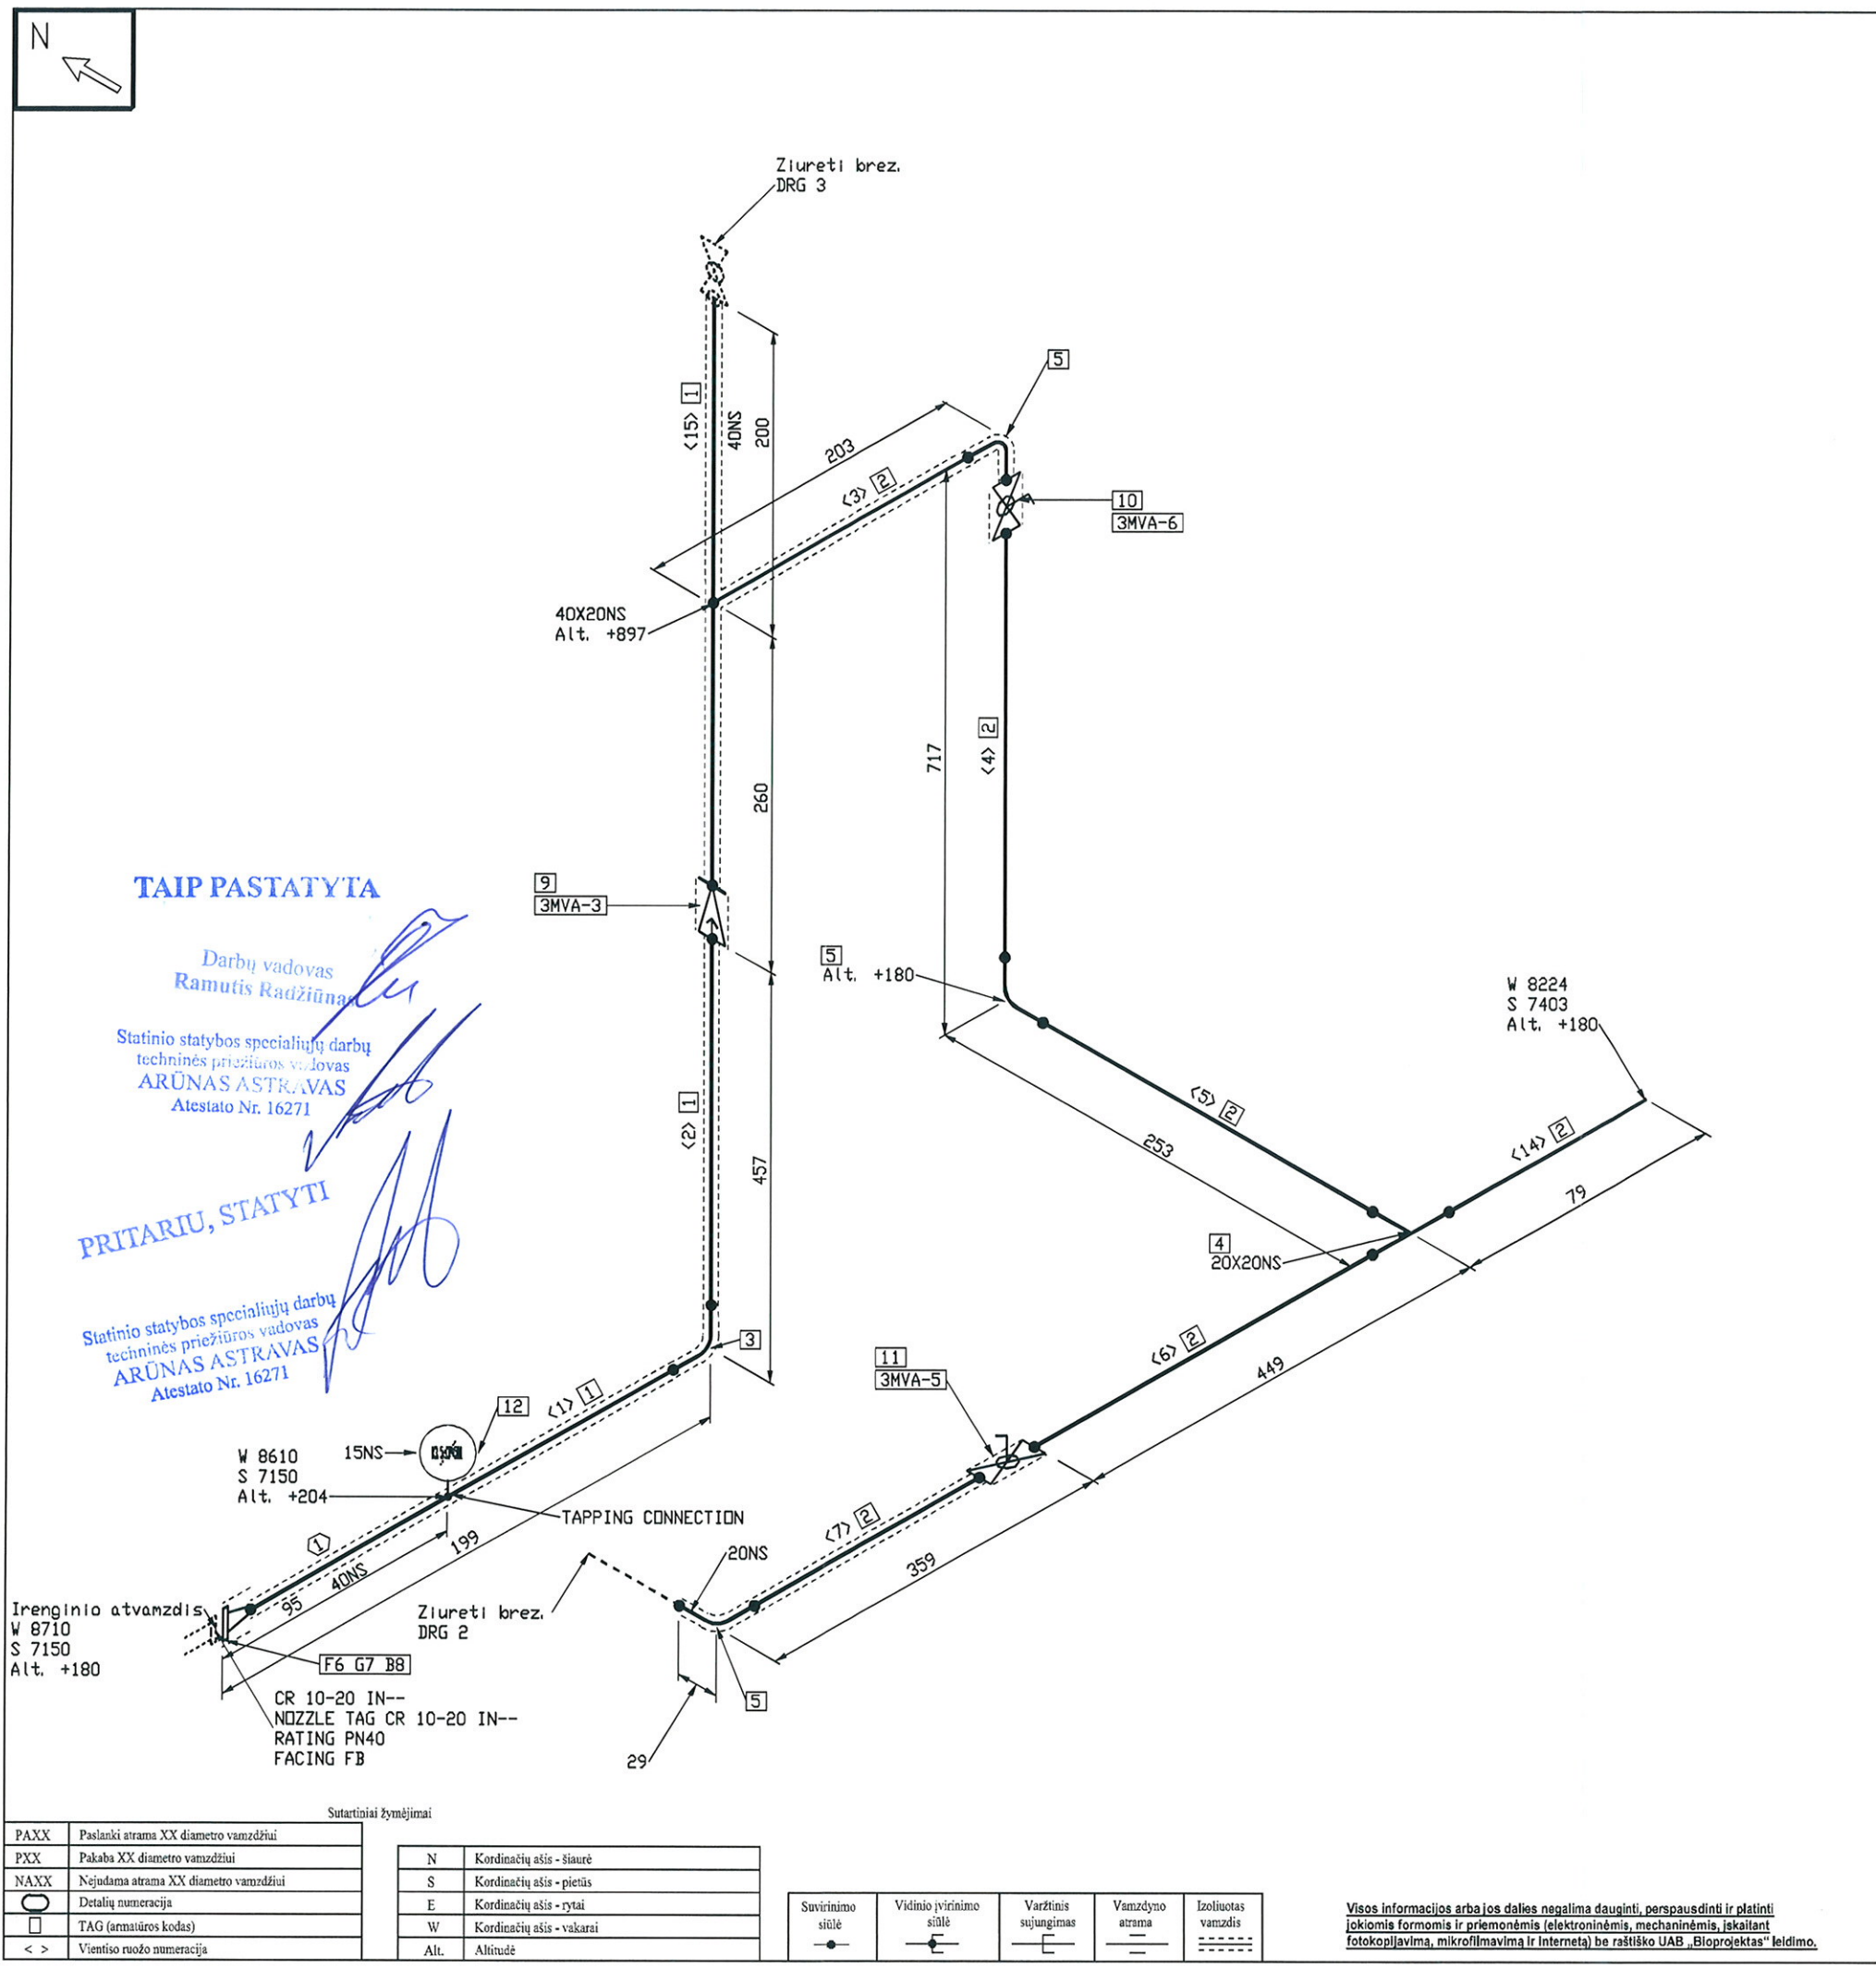 N
Ziureti brez.
DRG 3
5
<15> 1
40NS
200
203
<3> 2
10
3MVA-6
40X20NS
Alt. +897
717
<4> 2
260
TAIP PASTATYTA
9
3MVA-3
Darbų vadovas
Ramutis Radžiūnas
5
Alt. +180
W 8224
S 7403
Alt. +180
Statinio statybos specialiųjų darbų
techninės priežiūros vadovas
ARŪNAS ASTRAVAS
Atestato Nr. 16271
<2> 1
457
<5> 2
253
<14> 2
79
PRITARIU, STATYTI
4
20X20NS
Statinio statybos specialiųjų darbų
techninės priežiūros vadovas
ARŪNAS ASTRAVAS
Atestato Nr. 16271
3
11
3MVA-5
<6> 2
449
<1> 1
12
15NS
W 8610
S 7150
Alt. +204
TAPPING CONNECTION
1
199
40NS
95
<7> 2
359
20NS
Ziureti brez.
DRG 2
Irenginio atvamzdis
W 8710
S 7150
Alt. +180
F6 G7 B8
5
CR 10-20 IN--
NOZZLE TAG CR 10-20 IN--
RATING PN40
FACING FB
29
Sutartiniai žymėjimai
PAXX Paslanki atrama XX diametro vamzdžiui
PXX Pakaba XX diametro vamzdžiui
NAXX Nejudama atrama XX diametro vamzdžiui
Detalių numeracija
TAG (armatūros kodas)
< > Vientiso ruožo numeracija
N Kordinačių ašis - šiaurė
S Kordinačių ašis - pietūs
E Kordinačių ašis - rytai
W Kordinačių ašis - vakarai
Alt. Altitudė
Suvirinimo
siūlė
Vidinio įvirinimo
siūlė
Varžtinis
sujungimas
Vamzdyno
atrama
Izoliuotas
vamzdis
Visos informacijos arba jos dalies negalima dauginti, perspausdinti ir platinti
jokiomis formomis ir priemonėmis (elektroninėmis, mechaninėmis, įskaitant
fotokopijavimą, mikrofilmavimą ir Internetą) be raštiško UAB „Bioprojektas" leidimo.